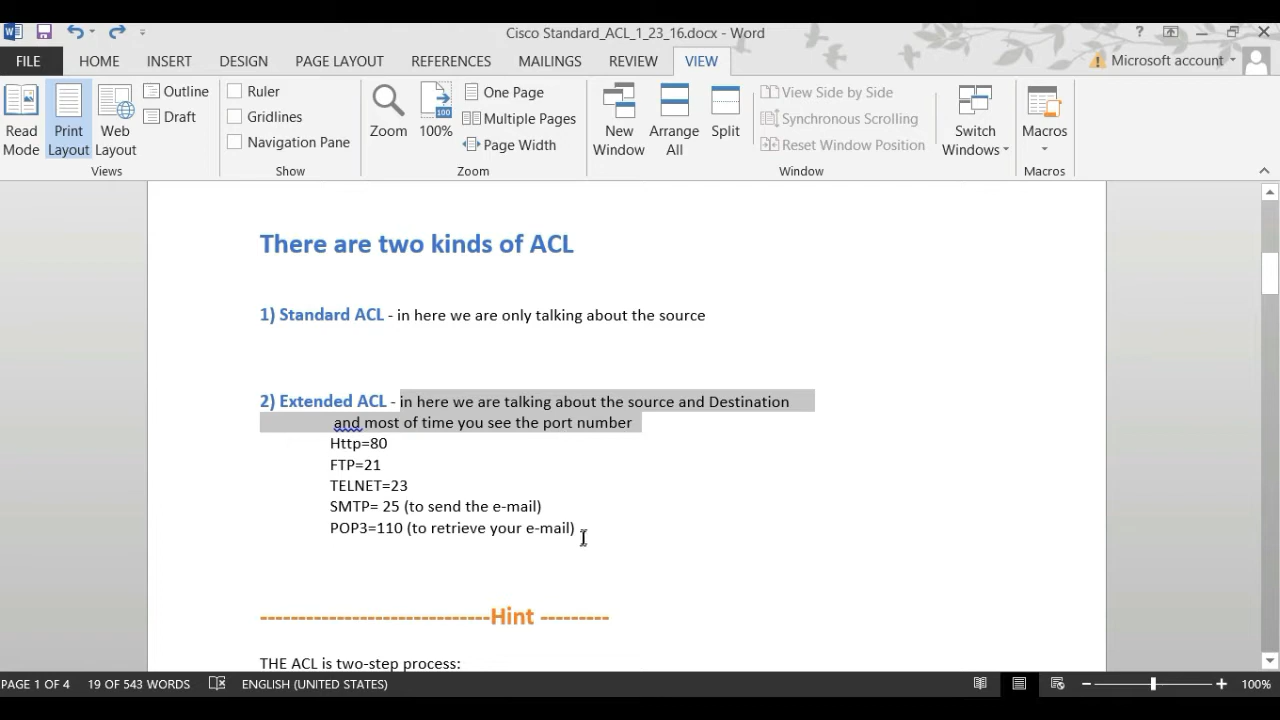 Cisco Standard_ACL_1_23_16.docx - Word
FILE HOME INSERT DESIGN PAGE LAYOUT REFERENCES MAILINGS REVIEW VIEW Microsoft account
Read Mode
Print Layout
Web Layout
Outline
Draft
Views
Ruler
Gridlines
Navigation Pane
Show
Zoom
100%
One Page
Multiple Pages
Page Width
Zoom
New Window
Arrange All
Split
View Side by Side
Synchronous Scrolling
Reset Window Position
Window
Switch Windows
Macros
Macros
There are two kinds of ACL
1) Standard ACL - in here we are only talking about the source
2) Extended ACL - in here we are talking about the source and Destination
and most of time you see the port number
Http=80
FTP=21
TELNET=23
SMTP= 25 (to send the e-mail)
POP3=110 (to retrieve your e-mail)
------------------------------Hint ---------
THE ACL is two-step process:
PAGE 1 OF 4 19 OF 543 WORDS ENGLISH (UNITED STATES) 100%